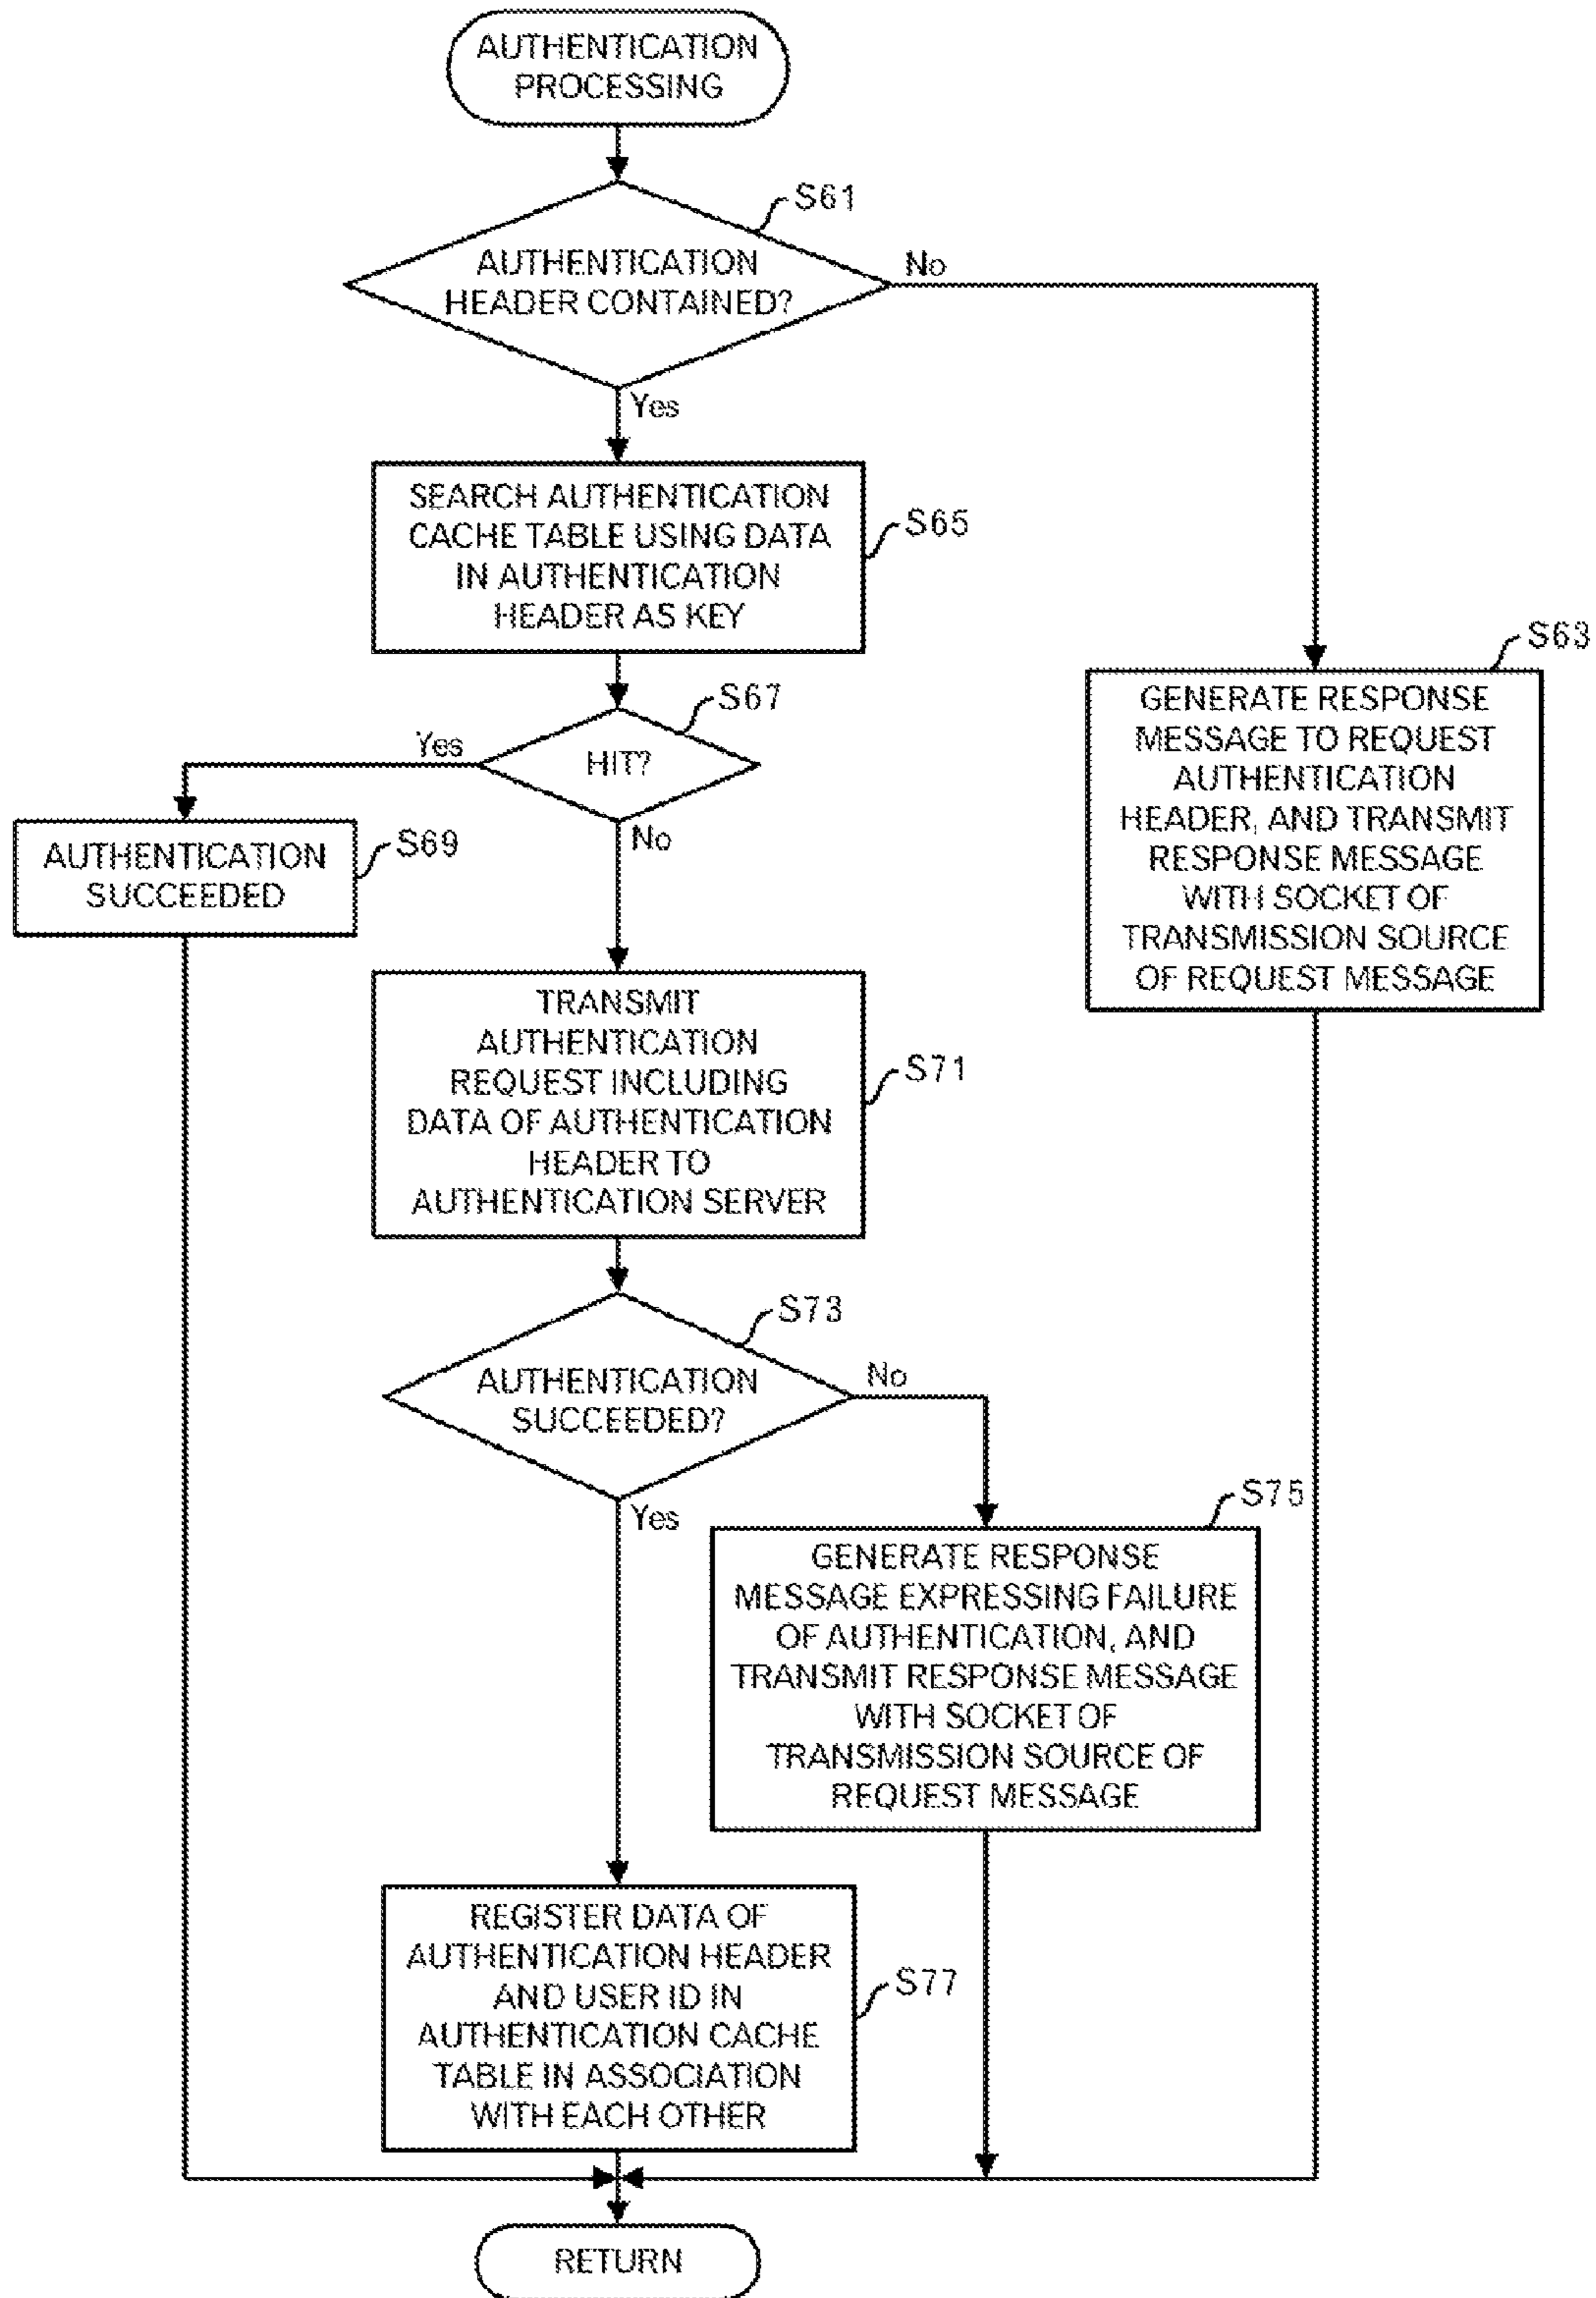 AUTHENTICATION
PROCESSING
S61
AUTHENTICATION
HEADER CONTAINED?
No
Yes
SEARCH AUTHENTICATION
CACHE TABLE USING DATA
IN AUTHENTICATION
HEADER AS KEY
S65
S63
GENERATE RESPONSE
MESSAGE TO REQUEST
AUTHENTICATION
HEADER, AND TRANSMIT
RESPONSE MESSAGE
WITH SOCKET OF
TRANSMISSION SOURCE
OF REQUEST MESSAGE
S67
HIT?
Yes
No
AUTHENTICATION
SUCCEEDED
S69
TRANSMIT
AUTHENTICATION
REQUEST INCLUDING
DATA OF AUTHENTICATION
HEADER TO
AUTHENTICATION SERVER
S71
S73
AUTHENTICATION
SUCCEEDED?
No
Yes
S75
GENERATE RESPONSE
MESSAGE EXPRESSING FAILURE
OF AUTHENTICATION, AND
TRANSMIT RESPONSE MESSAGE
WITH SOCKET OF
TRANSMISSION SOURCE OF
REQUEST MESSAGE
REGISTER DATA OF
AUTHENTICATION HEADER
AND USER ID IN
AUTHENTICATION CACHE
TABLE IN ASSOCIATION
WITH EACH OTHER
S77
RETURN